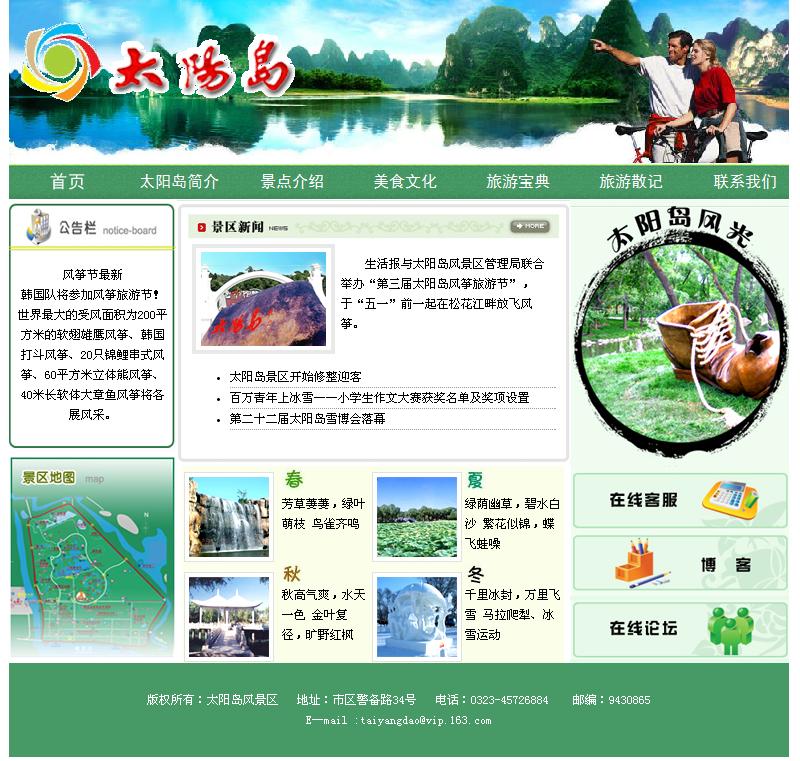 太阳岛
首页 太阳岛简介 景点介绍 美食文化 旅游宝典 旅游散记 联系我们
公告栏 notice-board
风筝节最新
韩国队将参加风筝旅游节!
世界最大的受风面积为200平
方米的软翅雄鹰风筝、韩国
打斗风筝、20只锦鲤串式风
筝、60平方米立体熊风筝、
40米长软体大章鱼风筝将各
展风采。
景区新闻 NEWS
MORE
太阳岛
生活报与太阳岛风景区管理局联合
举办“第三届太阳岛风筝旅游节”,
于“五一”前一起在松花江畔放飞风
筝。
太阳岛景区开始修整迎客
百万青年上冰雪——小学生作文大赛获奖名单及奖项设置
第二十二届太阳岛雪博会落幕
太阳岛风光
景区地图 map
N
春
芳草萋萋,绿叶
萌枝 鸟雀齐鸣
夏
绿荫幽草,碧水白
沙 繁花似锦,蝶
飞蛙嗓
秋
秋高气爽,水天
一色 金叶复
径,旷野红枫
冬
千里冰封,万里飞
雪 马拉爬犁、冰
雪运动
在线客服
博 客
在线论坛
版权所有:太阳岛风景区 地址:市区警备路34号 电话:0323-45726884 邮编:9430865
E—mail :taiyangdao@vip.163.com